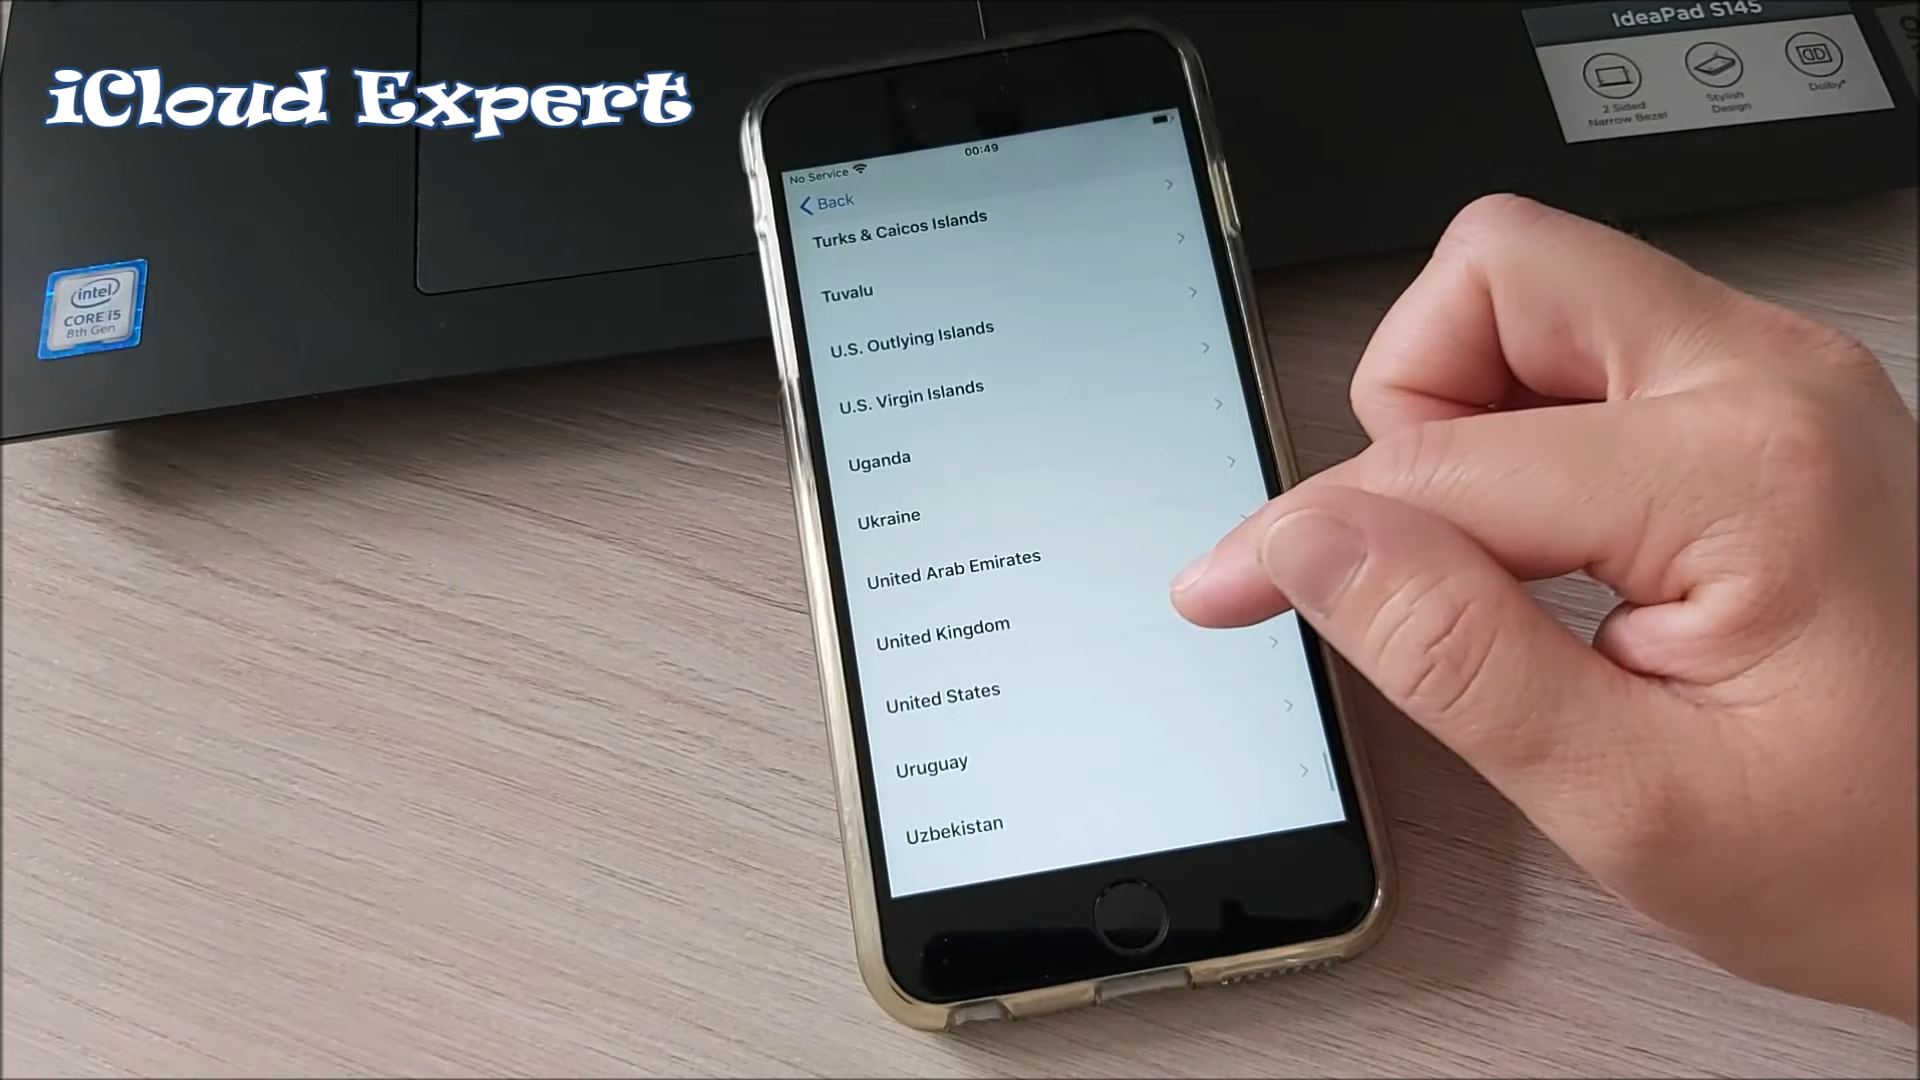 iCloud Expert
IdeaPad S145
2 Sided
Narrow Bezel
Stylish
Design
Dolby
intel
CORE i5
8th Gen
No Service
00:49
Back
Turks & Caicos Islands
Tuvalu
U.S. Outlying Islands
U.S. Virgin Islands
Uganda
Ukraine
United Arab Emirates
United Kingdom
United States
Uruguay
Uzbekistan